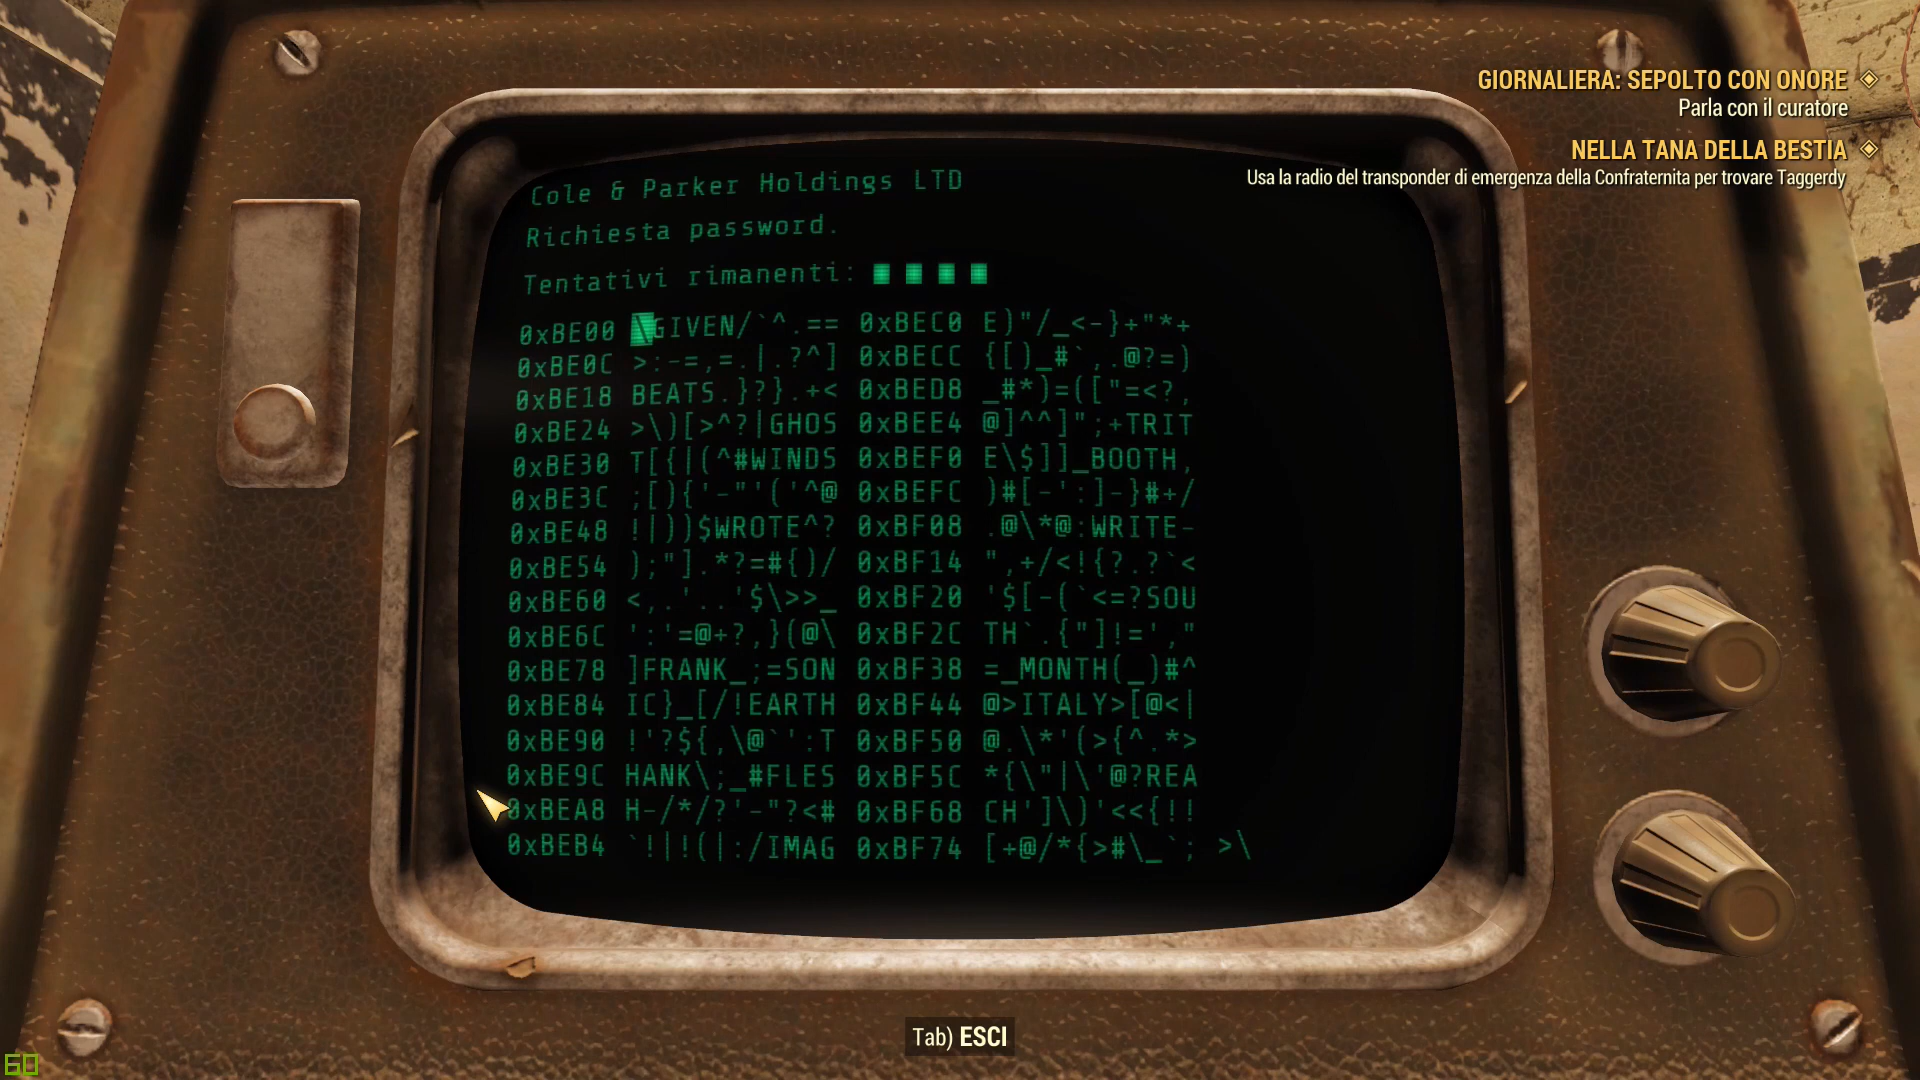 GIORNALIERA: SEPOLTO CON ONORE
Parla con il curatore
NELLA TANA DELLA BESTIA
Usa la radio del transponder di emergenza della Confraternita per trovare Taggerdy
Cole & Parker Holdings LTD
Richiesta password.
Tentativi rimanenti:
0xBE00 \GIVEN/`^.== 0xBEC0 E)"/_<-}+"*+
0xBE0C >:-=,=.|.?^] 0xBECC {[)_#`,.@?=)
0xBE18 BEATS.}?}.+< 0xBED8 _#*)=(["=<?,
0xBE24 >\)[>^?|GHOS 0xBEE4 @]^^]";+TRIT
0xBE30 T[{|(^#WINDS 0xBEF0 E\$]]_BOOTH,
0xBE3C ;[){'-"'('^@ 0xBEFC )#[-':]-}#+/
0xBE48 !|))$WROTE^? 0xBF08 .@\*@:WRITE-
0xBE54 );"].*?=#{)/ 0xBF14 ",+/<!{?.?`<
0xBE60 <,.'..'$\>>_ 0xBF20 '$[-(`<=?SOU
0xBE6C ':'=@+?,}(@\ 0xBF2C TH`.{"]!=',"
0xBE78 ]FRANK_;=SON 0xBF38 =_MONTH(_)#^
0xBE84 IC}_[/!EARTH 0xBF44 @>ITALY>[@<|
0xBE90 !'?${,\@`':T 0xBF50 @.\*'(>{^.*>
0xBE9C HANK\;_#FLES 0xBF5C *{\"|\'@?REA
0xBEA8 H-/*/?'-"?<# 0xBF68 CH']\)'<<{!!
0xBEB4 `!|!(|:/IMAG 0xBF74 [+@/*{>#\_`; >\
Tab) ESCI
60